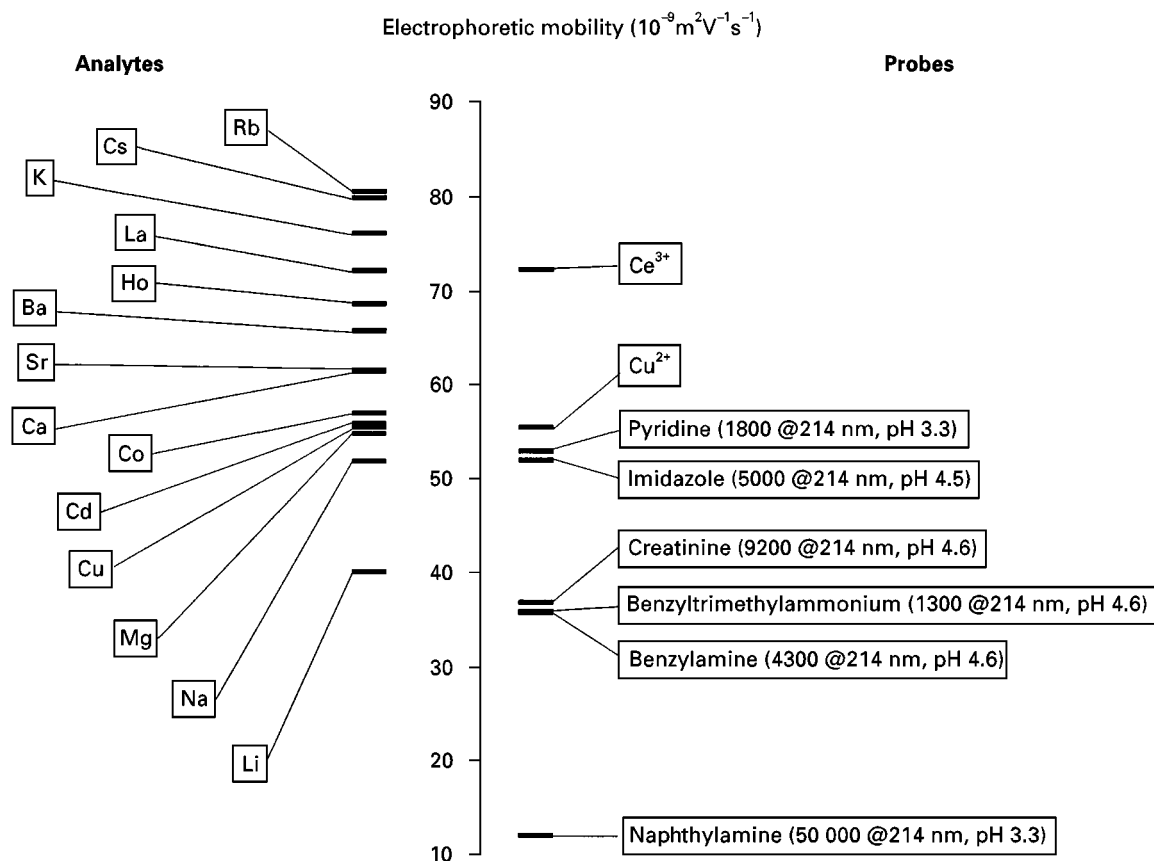 Electrophoretic mobility (10⁻⁹m²V⁻¹s⁻¹)
Analytes
Probes
90
80
70
60
50
40
30
20
10
Rb
Cs
K
La
Ho
Ba
Sr
Ca
Co
Cd
Cu
Mg
Na
Li
Ce³⁺
Cu²⁺
Pyridine (1800 @214 nm, pH 3.3)
Imidazole (5000 @214 nm, pH 4.5)
Creatinine (9200 @214 nm, pH 4.6)
Benzyltrimethylammonium (1300 @214 nm, pH 4.6)
Benzylamine (4300 @214 nm, pH 4.6)
Naphthylamine (50 000 @214 nm, pH 3.3)